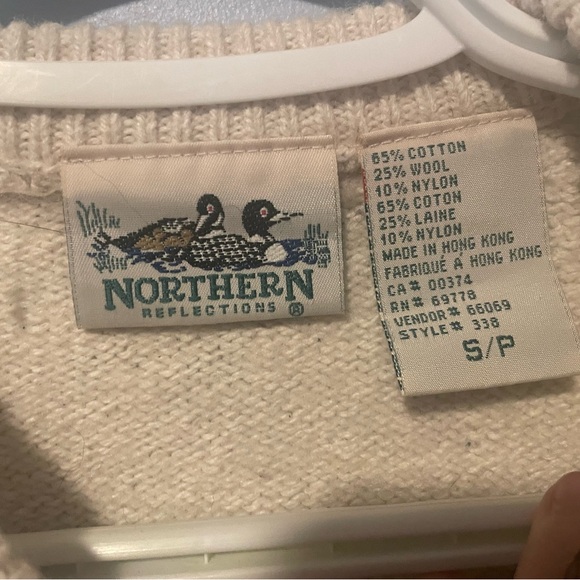 NORTHERN
REFLECTIONS ®
65% COTTON
25% WOOL
10% NYLON
65% COTON
25% LAINE
10% NYLON
MADE IN HONG KONG
FABRIQUÉ À HONG KONG
CA# 00374
RN# 69778
VENDOR# 66069
STYLE# 338
S/P